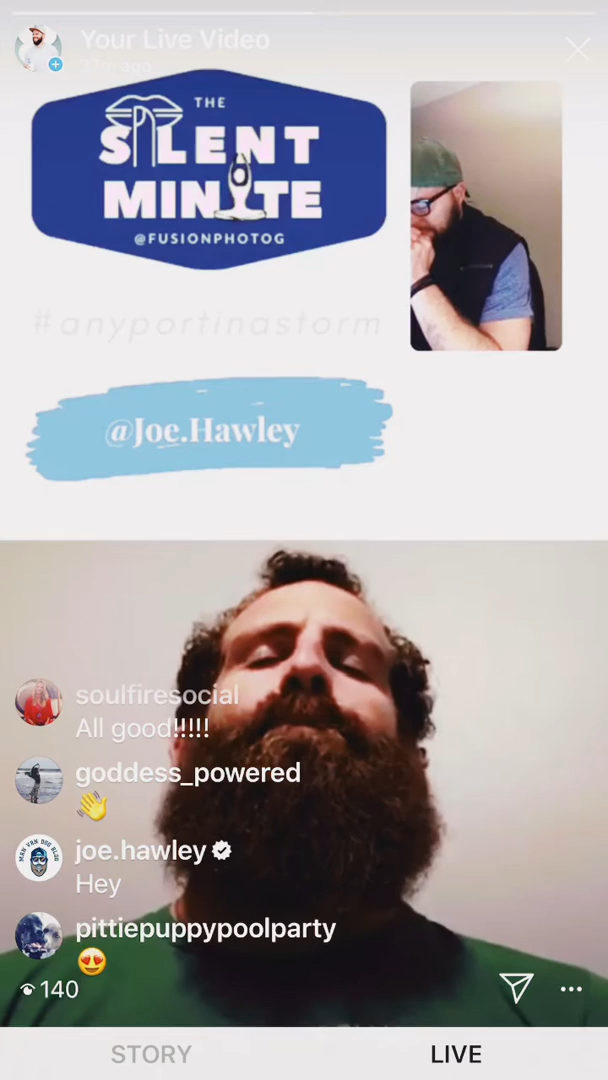 Your Live Video
THE
SILENT
MINUTE
@FUSIONPHOTOG
#anyportinastorm
@Joe.Hawley
soulfiresocial
All good!!!!!
goddess_powered
👋
joe.hawley
Hey
pittiepuppypoolparty
😍
140
STORY LIVE